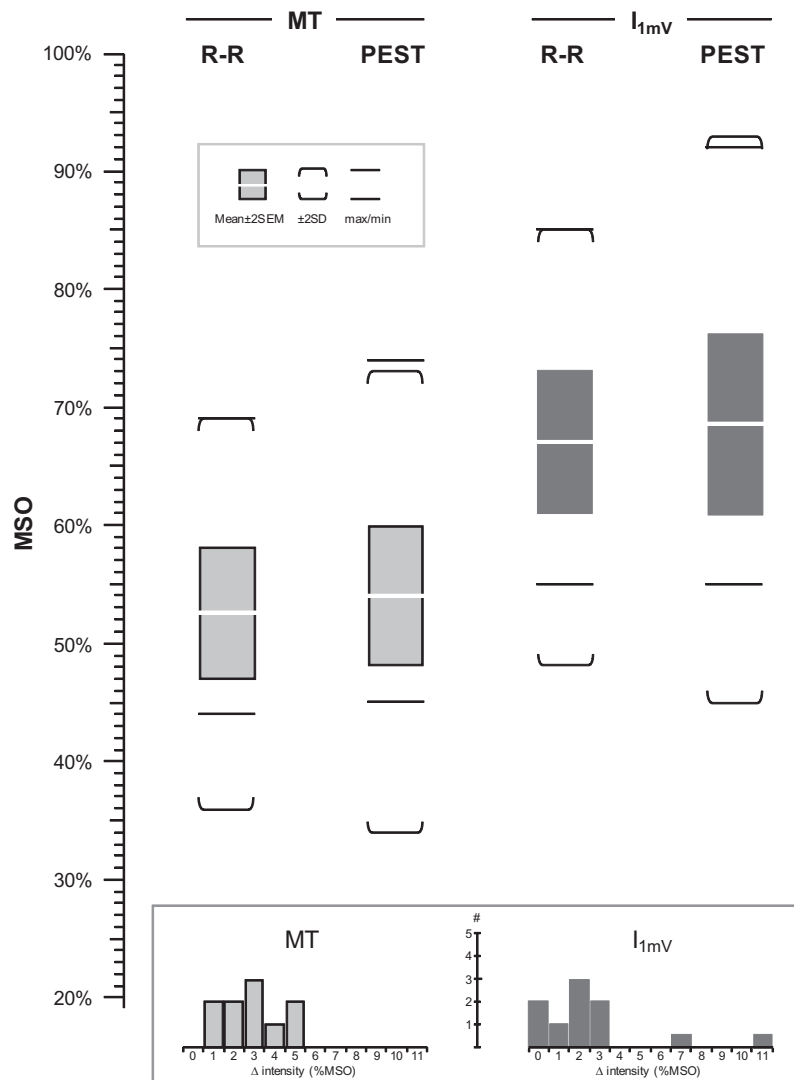 MT I₁ₘV
R-R PEST R-R PEST
100%
90%
80%
70%
60%
50%
40%
30%
20%
MSO
Mean±2SEM ±2SD max/min
MT
#
5
4
3
2
1
I₁ₘV
0 1 2 3 4 5 6 7 8 9 10 11
Δ intensity (%MSO)
0 1 2 3 4 5 6 7 8 9 10 11
Δ intensity (%MSO)